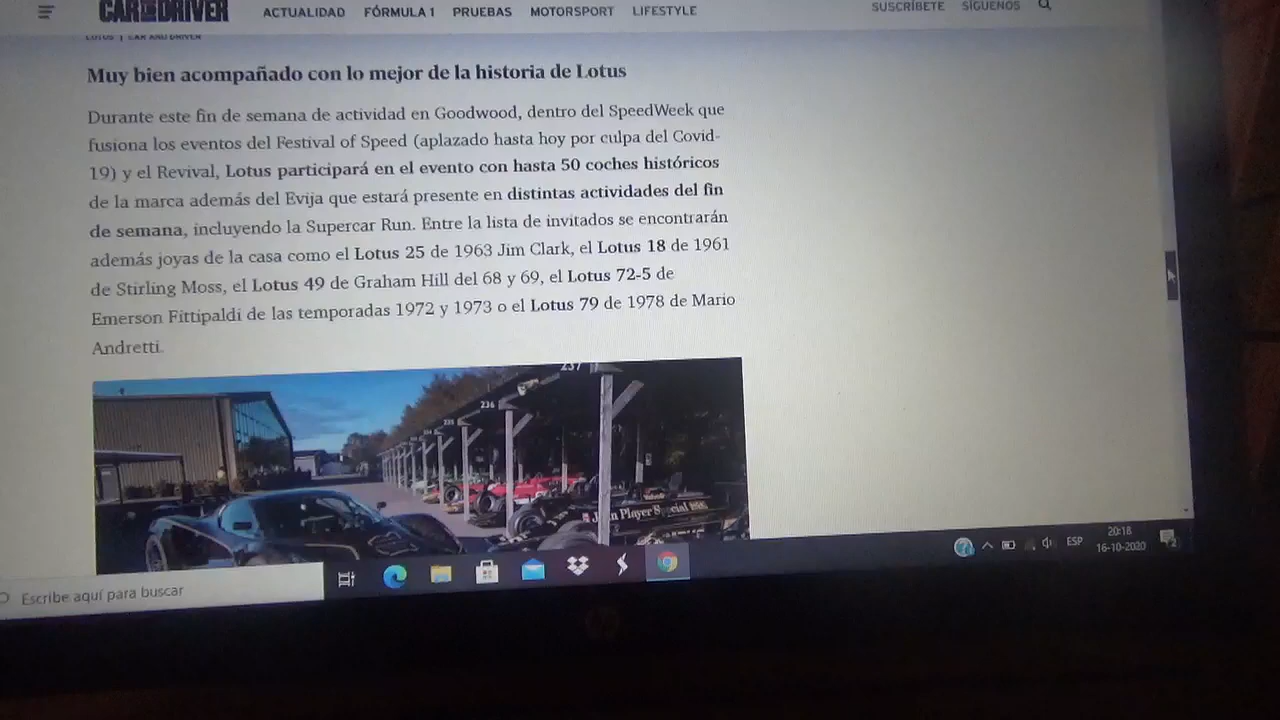 CAR AND DRIVER
ACTUALIDAD FÓRMULA 1 PRUEBAS MOTORSPORT LIFESTYLE
SUSCRÍBETE SÍGUENOS
LOTUS | CAR AND DRIVER
Muy bien acompañado con lo mejor de la historia de Lotus
Durante este fin de semana de actividad en Goodwood, dentro del SpeedWeek que
fusiona los eventos del Festival of Speed (aplazado hasta hoy por culpa del Covid-
19) y el Revival, Lotus participará en el evento con hasta 50 coches históricos
de la marca además del Evija que estará presente en distintas actividades del fin
de semana, incluyendo la Supercar Run. Entre la lista de invitados se encontrarán
además joyas de la casa como el Lotus 25 de 1963 Jim Clark, el Lotus 18 de 1961
de Stirling Moss, el Lotus 49 de Graham Hill del 68 y 69, el Lotus 72-5 de
Emerson Fittipaldi de las temporadas 1972 y 1973 o el Lotus 79 de 1978 de Mario
Andretti.
237
236
235
John Player Special
Escribe aquí para buscar
ESP
20:18
16-10-2020
2